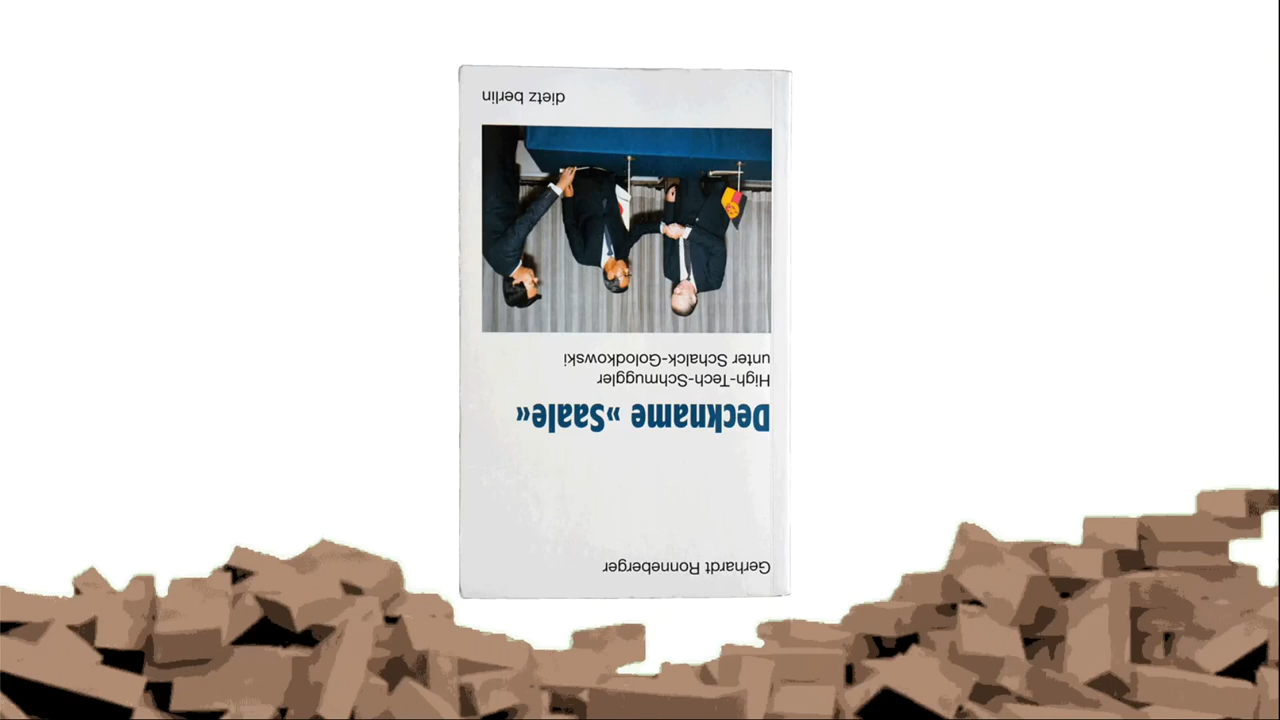 Gerhardt Ronneberger
Deckname »Saale«
High-Tech-Schmuggler
unter Schalck-Golodkowski
dietz berlin